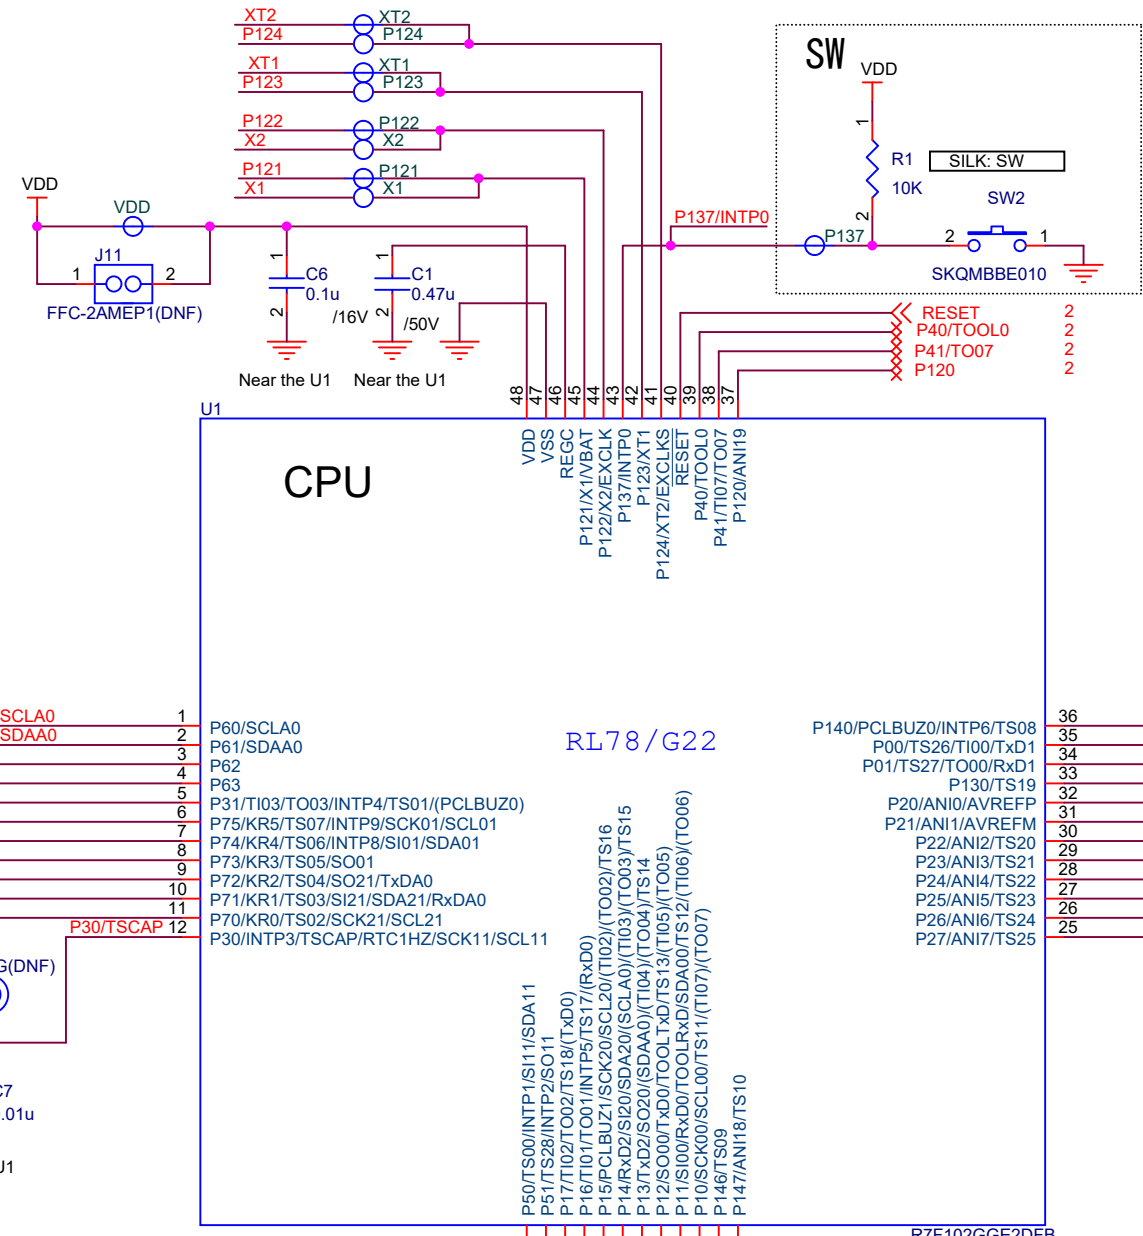 XT2 XT2
P124 P124
XT1 XT1
P123 P123
P122 P122
X2 X2
P121 P121
X1 X1
SW
VDD
1
R1
10K
2
SILK: SW
SW2
P137/INTP0
P137
2 1
SKQMBBE010
VDD
VDD
J11
1 2
FFC-2AMEP1(DNF)
1
C6
0.1u
2
/16V
1
C1
0.47u
2
/50V
Near the U1
Near the U1
RESET 2
P40/TOOL0 2
P41/TO07 2
P120 2
48 47 46 45 44 43 42 41 40 39 38 37
U1
CPU
VDD
VSS
REGC
P121/X1/VBAT
P122/X2/EXCLK
P137/INTP0
P123/XT1
P124/XT2/EXCLKS
RESET
P40/TOOL0
P41/TI07/TO07
P120/ANI19
RL78/G22
SCLA0 1 P60/SCLA0
SDAA0 2 P61/SDAA0
3 P62
4 P63
5 P31/TI03/TO03/INTP4/TS01/(PCLBUZ0)
6 P75/KR5/TS07/INTP9/SCK01/SCL01
7 P74/KR4/TS06/INTP8/SI01/SDA01
8 P73/KR3/TS05/SO01
9 P72/KR2/TS04/SO21/TxDA0
10 P71/KR1/TS03/SI21/SDA21/RxDA0
11 P70/KR0/TS02/SCK21/SCL21
P30/TSCAP 12 P30/INTP3/TSCAP/RTC1HZ/SCK11/SCL11
P140/PCLBUZ0/INTP6/TS08 36
P00/TS26/TI00/TxD1 35
P01/TS27/TO00/RxD1 34
P130/TS19 33
P20/ANI0/AVREFP 32
P21/ANI1/AVREFM 31
P22/ANI2/TS20 30
P23/ANI3/TS21 29
P24/ANI4/TS22 28
P25/ANI5/TS23 27
P26/ANI6/TS24 26
P27/ANI7/TS25 25
G(DNF)
.01u
P50/TS00/INTP1/SI11/SDA11
P51/TS28/INTP2/SO11
P17/TI02/TO02/TS18/(TxD0)
P16/TI01/TO01/INTP5/TS17/(RxD0)
P15/PCLBUZ1/SCK20/SCL20/(TI02)/(TO02)/TS16
P14/RxD2/SI20/SDA20/(SCLA0)/(TI03)/(TO03)/TS15
P13/TxD2/SO20/(SDAA0)/(TI04)/(TO04)/TS14
P12/SO00/TxD0/TOOLTxD/TS13/(TI05)/(TO05)
P11/SI00/RxD0/TOOLRxD/SDA00/TS12/(TI06)/(TO06)
P10/SCK00/SCL00/TS11/(TI07)/(TO07)
P146/TS09
P147/ANI18/TS10